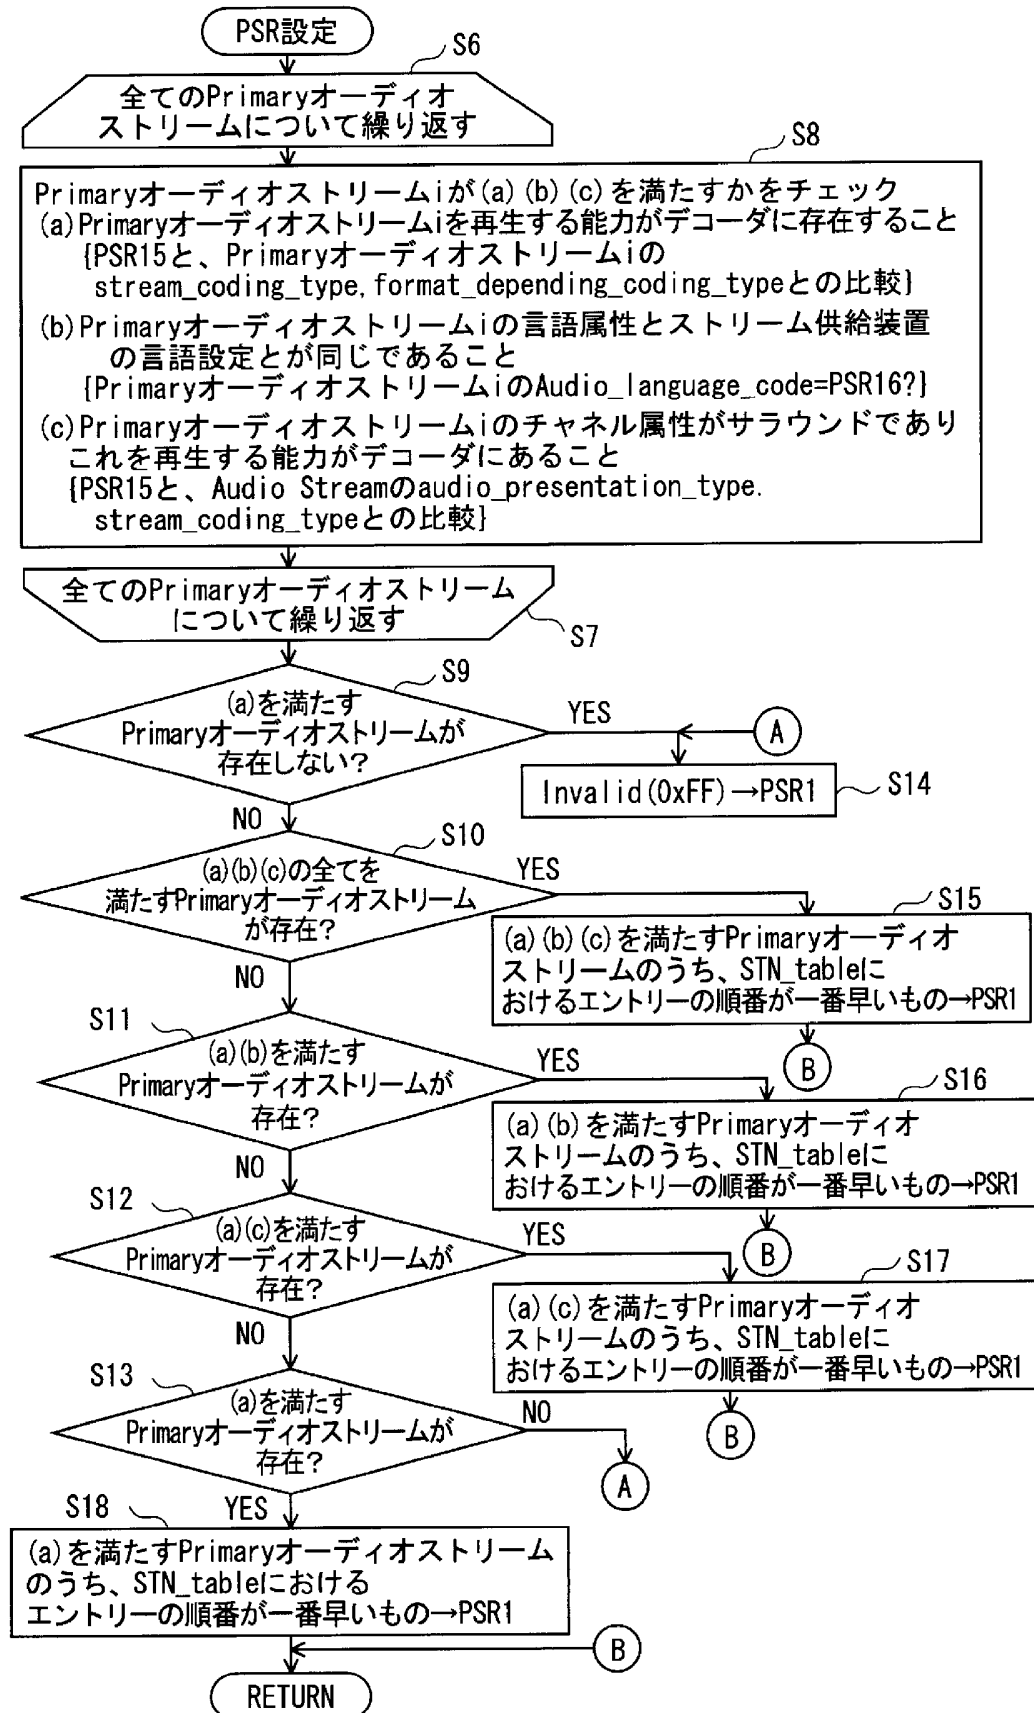 PSR設定
S6
全てのPrimaryオーディオ
ストリームについて繰り返す
S8
Primaryオーディオストリームiが(a)(b)(c)を満たすかをチェック
(a)Primaryオーディオストリームiを再生する能力がデコーダに存在すること
{PSR15と、Primaryオーディオストリームiの
stream_coding_type,format_depending_coding_typeとの比較}
(b)Primaryオーディオストリームiの言語属性とストリーム供給装置
の言語設定とが同じであること
{PrimaryオーディオストリームiのAudio_language_code=PSR16?}
(c)Primaryオーディオストリームiのチャネル属性がサラウンドであり
これを再生する能力がデコーダにあること
{PSR15と、Audio Streamのaudio_presentation_type.
stream_coding_typeとの比較}
全てのPrimaryオーディオストリーム
について繰り返す
S7
S9
(a)を満たす
Primaryオーディオストリームが
存在しない?
YES
A
Invalid(0xFF)→PSR1
S14
NO
S10
(a)(b)(c)の全てを
満たすPrimaryオーディオストリーム
が存在?
YES
S15
(a)(b)(c)を満たすPrimaryオーディオ
ストリームのうち、STN_tableに
おけるエントリーの順番が一番早いもの→PSR1
B
NO
S11
(a)(b)を満たす
Primaryオーディオストリームが
存在?
YES
S16
(a)(b)を満たすPrimaryオーディオ
ストリームのうち、STN_tableに
おけるエントリーの順番が一番早いもの→PSR1
B
NO
S12
(a)(c)を満たす
Primaryオーディオストリームが
存在?
YES
S17
(a)(c)を満たすPrimaryオーディオ
ストリームのうち、STN_tableに
おけるエントリーの順番が一番早いもの→PSR1
B
NO
S13
(a)を満たす
Primaryオーディオストリームが
存在?
NO
A
YES
S18
(a)を満たすPrimaryオーディオストリーム
のうち、STN_tableにおける
エントリーの順番が一番早いもの→PSR1
B
RETURN